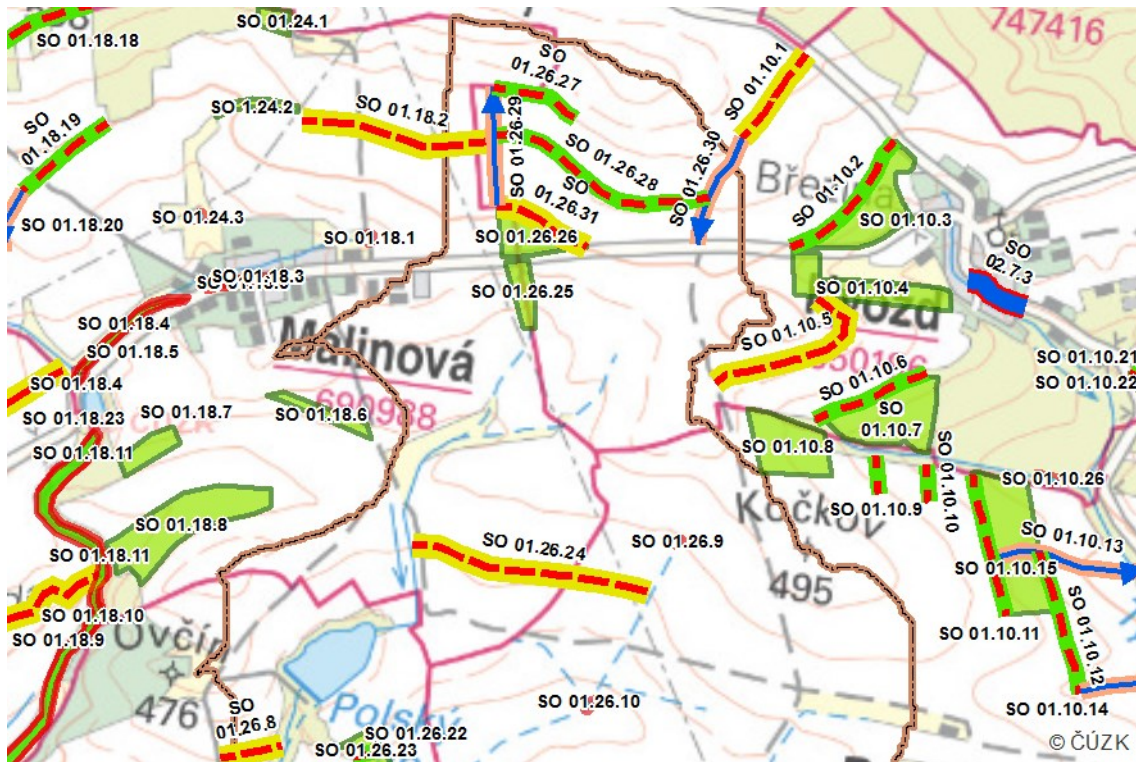 SO 01.24.1
747416
SO 01.18.18
SO
01.26.27
SO 01.10.1
SO 1.24.2
SO 01.18.2
SO 01.26.29
SO
01.18.19
SO 01.26.28
SO 01.26.30
SO 01.10.2
SO
01.26.31
SO 01.24.3
SO 01.10.3
SO 01.18.20
SO 01.18.1
SO 01.26.26
SO
02.7.3
SO 01.18.3
SO 01.26.25
SO 01.10.4
SO 01.18.4
SO 01.10.5
Malinová
690988
SO 01.18.5
SO 01.10.6
SO 01.10.21
SO 01.18.4
SO 01.10.22
SO 01.18.23
SO 01.18.7
SO 01.18.6
SO
01.10.7
ČÚZK
SO 01.18.11
SO 01.10.8
SO 01.10.10
SO 01.10.26
SO 01.10.9
Kočkov
495
SO 01.18.8
SO 01.10.13
SO 01.18.11
SO 01.26.24
SO 01.26.9
SO 01.10.15
SO 01.18.10
SO 01.10.11
SO 01.18.9
SO 01.10.12
Ovčín
476
SO 01.26.10
SO 01.10.14
Polský
SO
01.26.8
SO 01.26.22
SO 01.26.23
© ČÚZK